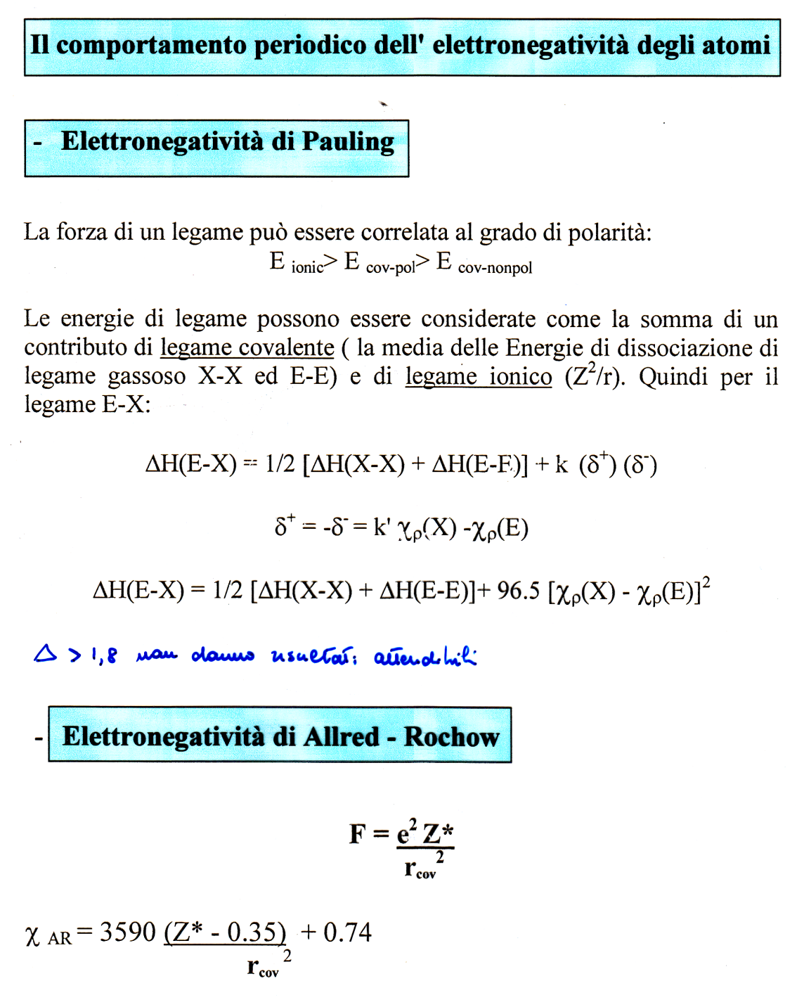 Il comportamento periodico dell' elettronegatività degli atomi
- Elettronegatività di Pauling
La forza di un legame può essere correlata al grado di polarità:
E ionic> E cov-pol> E cov-nonpol
Le energie di legame possono essere considerate come la somma di un
contributo di legame covalente ( la media delle Energie di dissociazione di
legame gassoso X-X ed E-E) e di legame ionico (Z²/r). Quindi per il
legame E-X:
ΔH(E-X) = 1/2 [ΔH(X-X) + ΔH(E-E)] + k (δ⁺) (δ⁻)
δ⁺ = -δ⁻ = k' χρ(X) -χρ(E)
ΔH(E-X) = 1/2 [ΔH(X-X) + ΔH(E-E)]+ 96.5 [χρ(X) - χρ(E)]²
Δ > 1,8 non danno risultati attendibili
- Elettronegatività di Allred - Rochow
F = e² Z*
r cov ²
χ AR = 3590 (Z* - 0.35) + 0.74
r cov ²